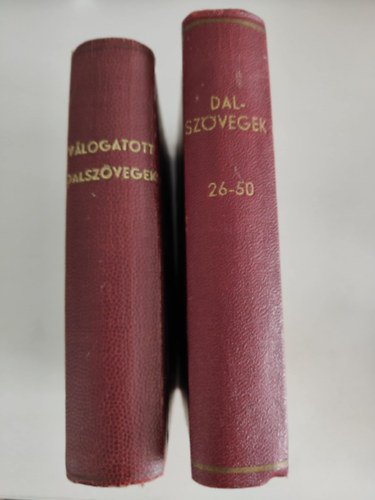 VÁLOGATOTT
DALSZÖVEGEK
DAL-
SZÖVEGEK
26-50